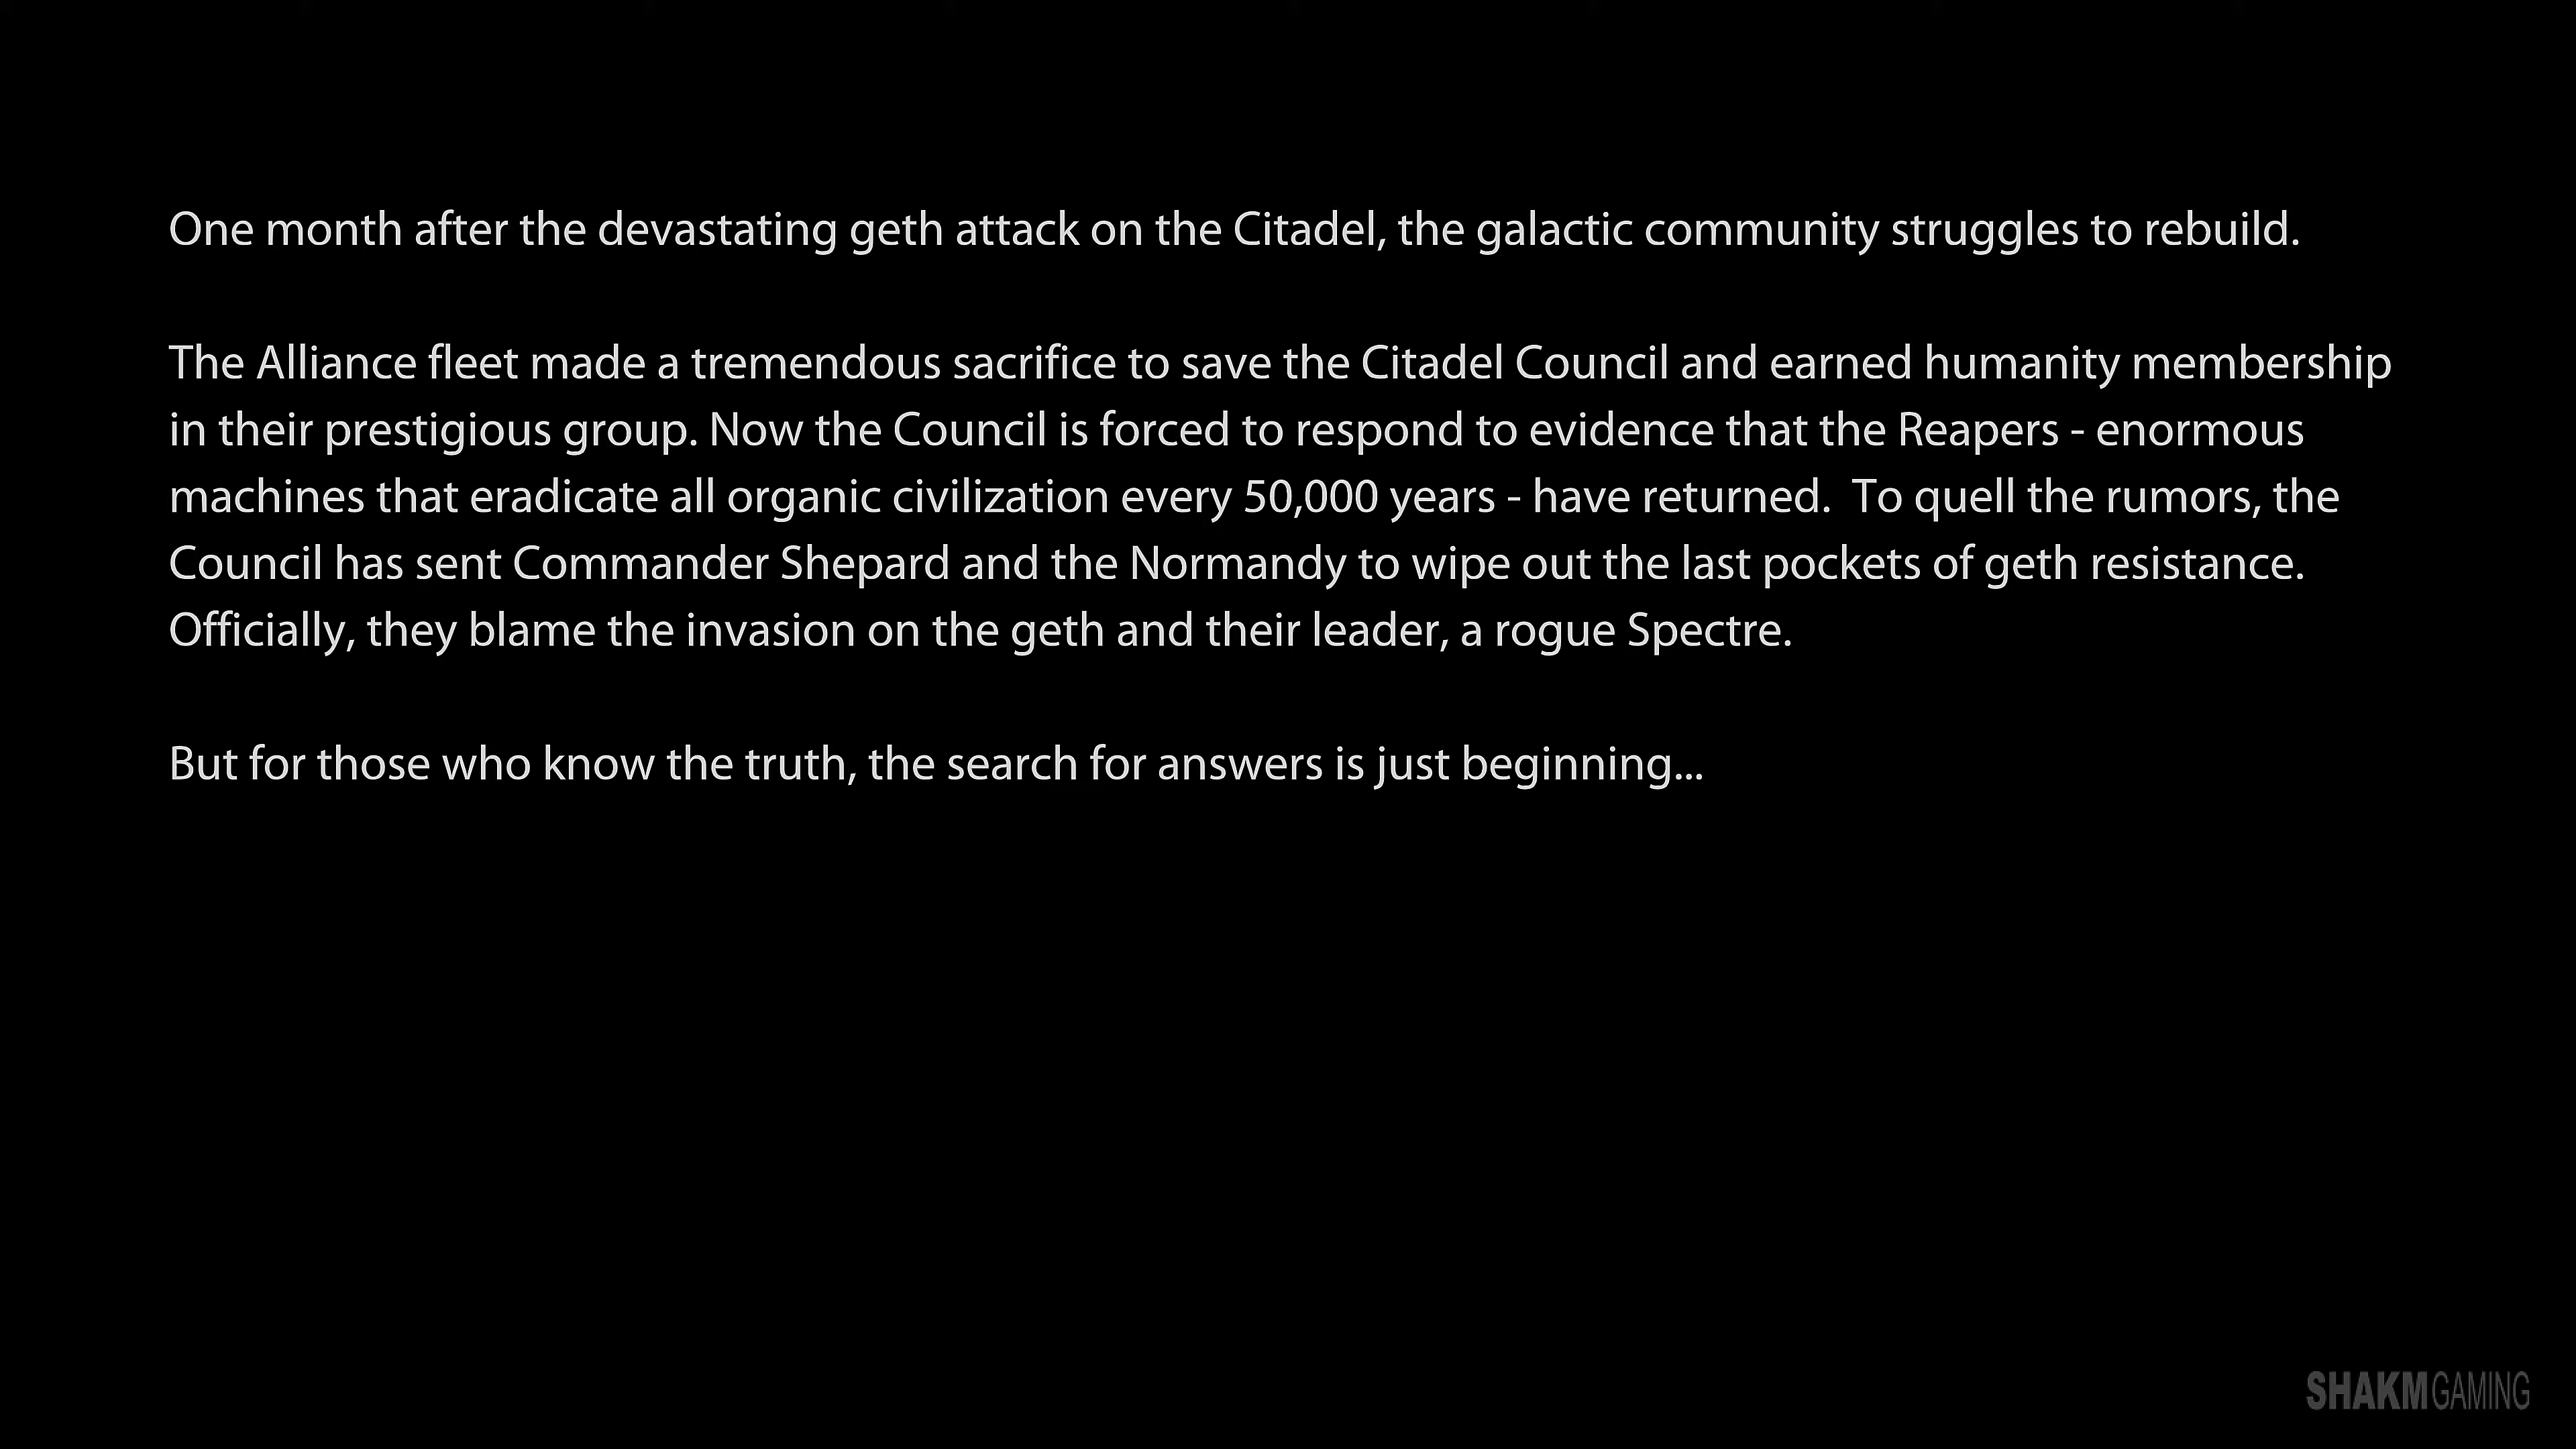 One month after the devastating geth attack on the Citadel, the galactic community struggles to rebuild.
The Alliance fleet made a tremendous sacrifice to save the Citadel Council and earned humanity membership
in their prestigious group. Now the Council is forced to respond to evidence that the Reapers - enormous
machines that eradicate all organic civilization every 50,000 years - have returned.  To quell the rumors, the
Council has sent Commander Shepard and the Normandy to wipe out the last pockets of geth resistance.
Officially, they blame the invasion on the geth and their leader, a rogue Spectre.
But for those who know the truth, the search for answers is just beginning...
SHAKMGAMING